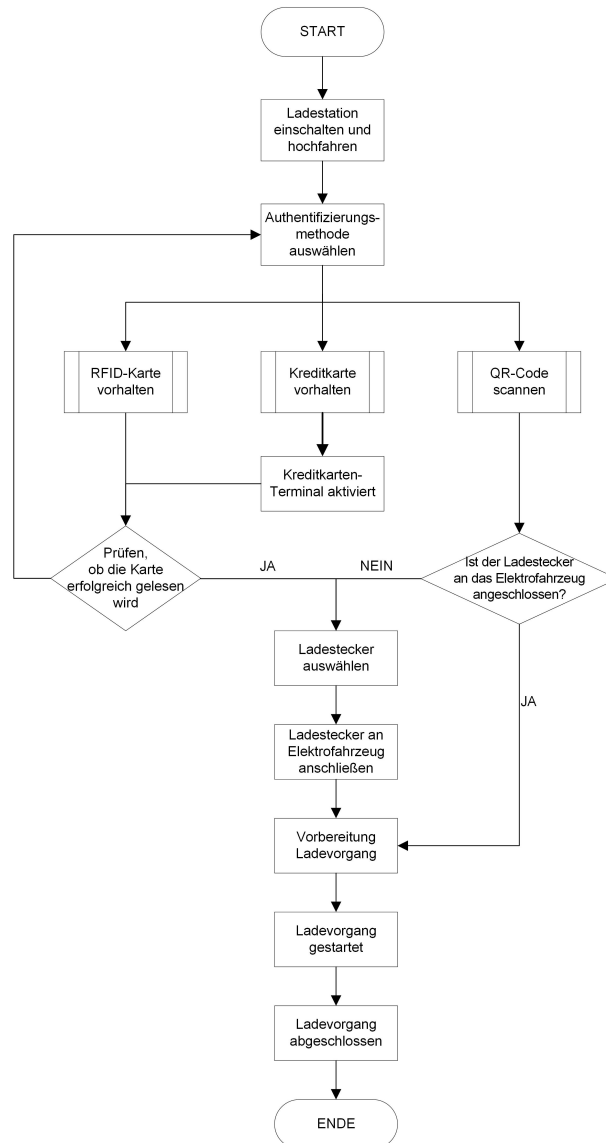 START
Ladestation
einschalten und
hochfahren
Authentifizierungs-
methode
auswählen
RFID-Karte
vorhalten
Kreditkarte
vorhalten
QR-Code
scannen
Kreditkarten-
Terminal aktiviert
Prüfen,
ob die Karte
erfolgreich gelesen
wird
JA
NEIN
Ist der Ladestecker
an das Elektrofahrzeug
angeschlossen?
Ladestecker
auswählen
JA
Ladestecker an
Elektrofahrzeug
anschließen
Vorbereitung
Ladevorgang
Ladevorgang
gestartet
Ladevorgang
abgeschlossen
ENDE